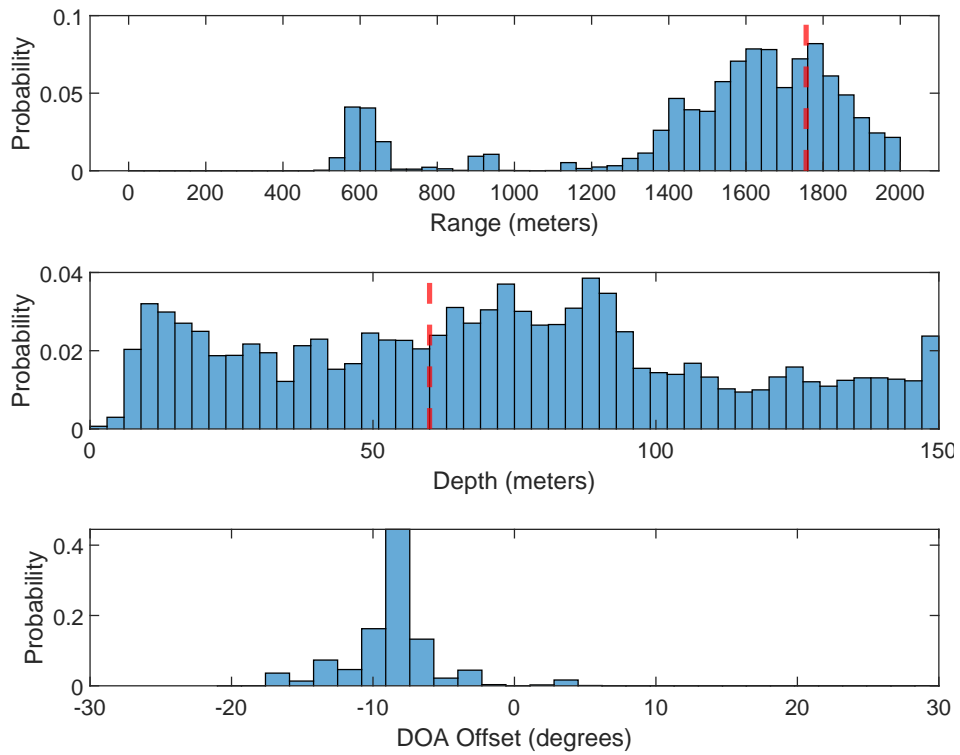 0.1
0.05
0
Probability
0 200 400 600 800 1000 1200 1400 1600 1800 2000
Range (meters)
0.04
0.02
0
Probability
0 50 100 150
Depth (meters)
0.4
0.2
0
Probability
-30 -20 -10 0 10 20 30
DOA Offset (degrees)